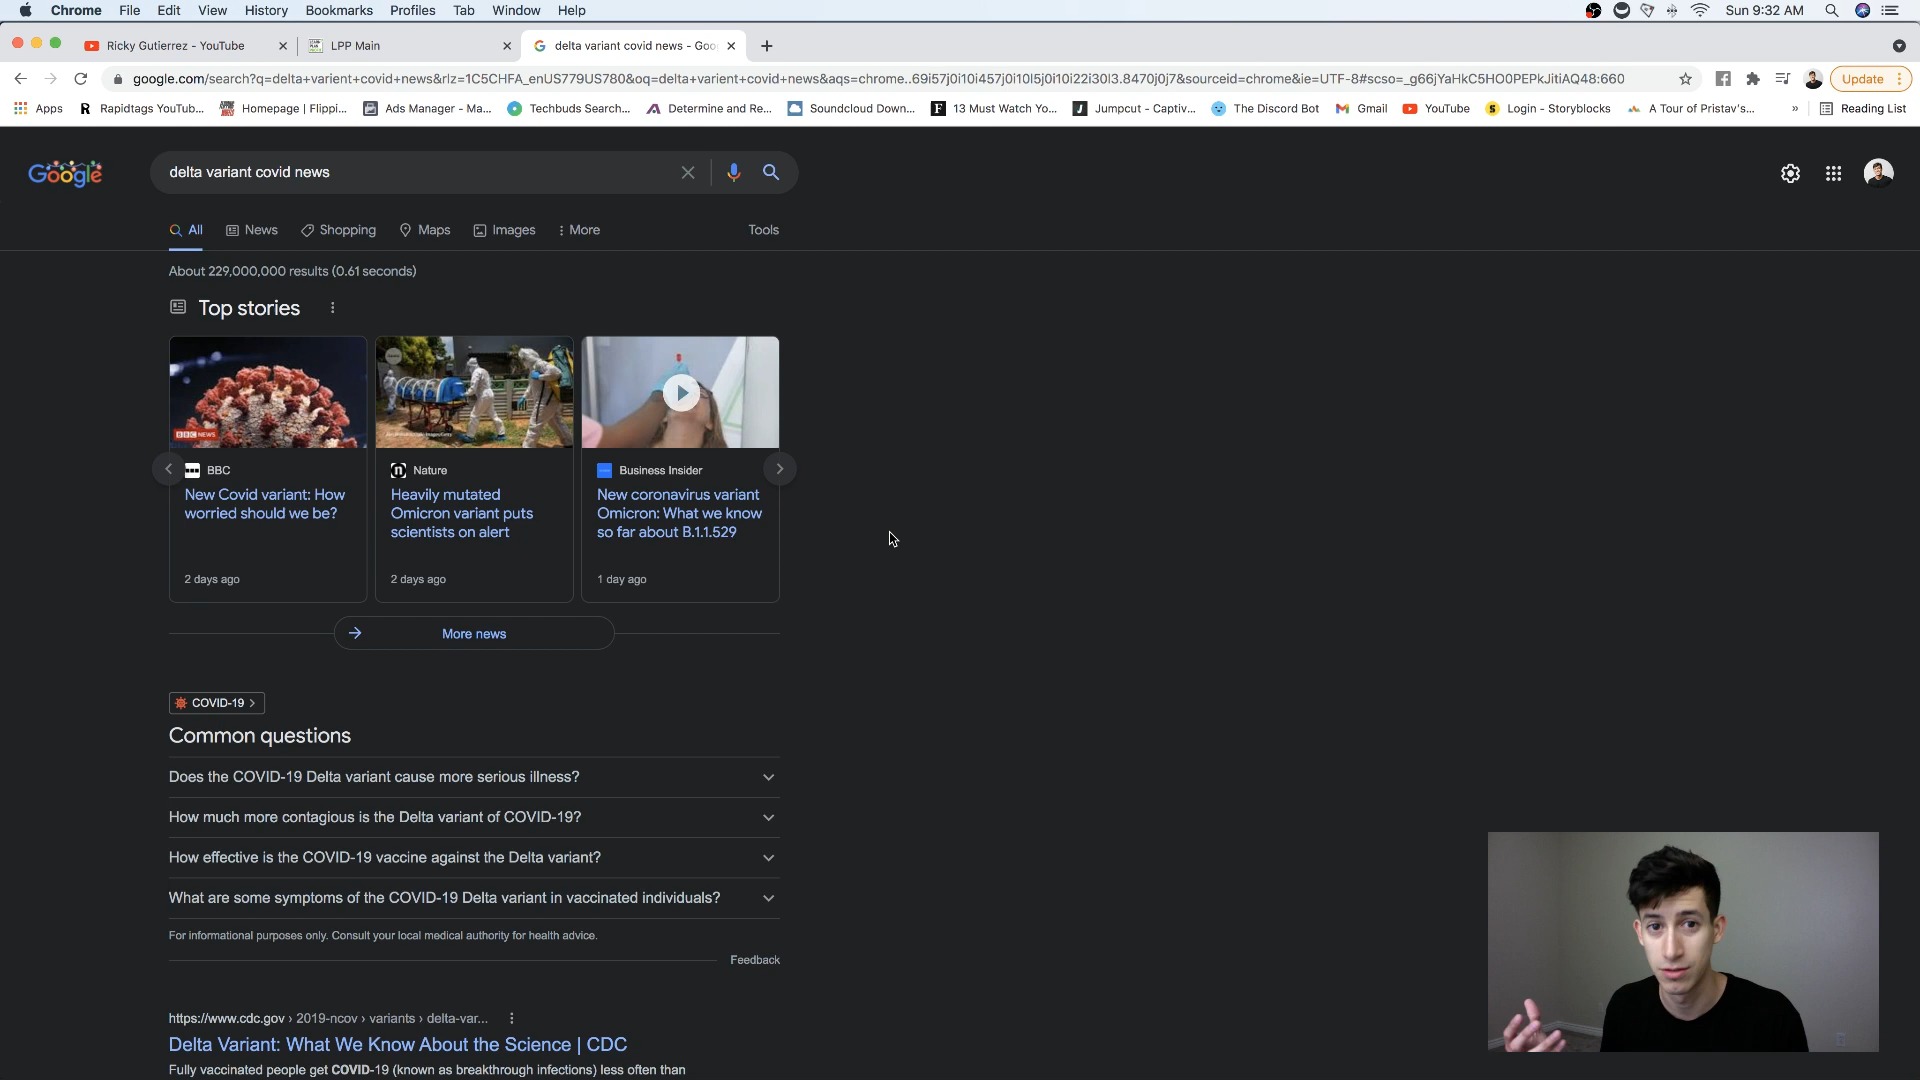 Chrome File Edit View History Bookmarks Profiles Tab Window Help Sun 9:32 AM
Ricky Gutierrez - YouTube LPP Main delta variant covid news - Goo
google.com/search?q=delta+varient+covid+news&rlz=1C5CHFA_enUS779US780&oq=delta+varient+covid+news&aqs=chrome..69i57j0i10i457j0i10l5j0i10i22i30l3.8470j0j7&sourceid=chrome&ie=UTF-8#scso=_g66jYaHkC5HO0PEPkJitiAQ48:660 Update
Apps Rapidtags YouTub... Homepage | Flippi... Ads Manager - Ma... Techbuds Search... Determine and Re... Soundcloud Down... 13 Must Watch Yo... Jumpcut - Captiv... The Discord Bot Gmail YouTube Login - Storyblocks A Tour of Pristav's... » Reading List
Google delta variant covid news
All News Shopping Maps Images More Tools
About 229,000,000 results (0.61 seconds)
Top stories
BBC NEWS
BBC
New Covid variant: How
worried should we be?
2 days ago
Nature
Heavily mutated
Omicron variant puts
scientists on alert
2 days ago
Business Insider
New coronavirus variant
Omicron: What we know
so far about B.1.1.529
1 day ago
More news
COVID-19
Common questions
Does the COVID-19 Delta variant cause more serious illness?
How much more contagious is the Delta variant of COVID-19?
How effective is the COVID-19 vaccine against the Delta variant?
What are some symptoms of the COVID-19 Delta variant in vaccinated individuals?
For informational purposes only. Consult your local medical authority for health advice.
Feedback
https://www.cdc.gov › 2019-ncov › variants › delta-var...
Delta Variant: What We Know About the Science | CDC
Fully vaccinated people get COVID-19 (known as breakthrough infections) less often than